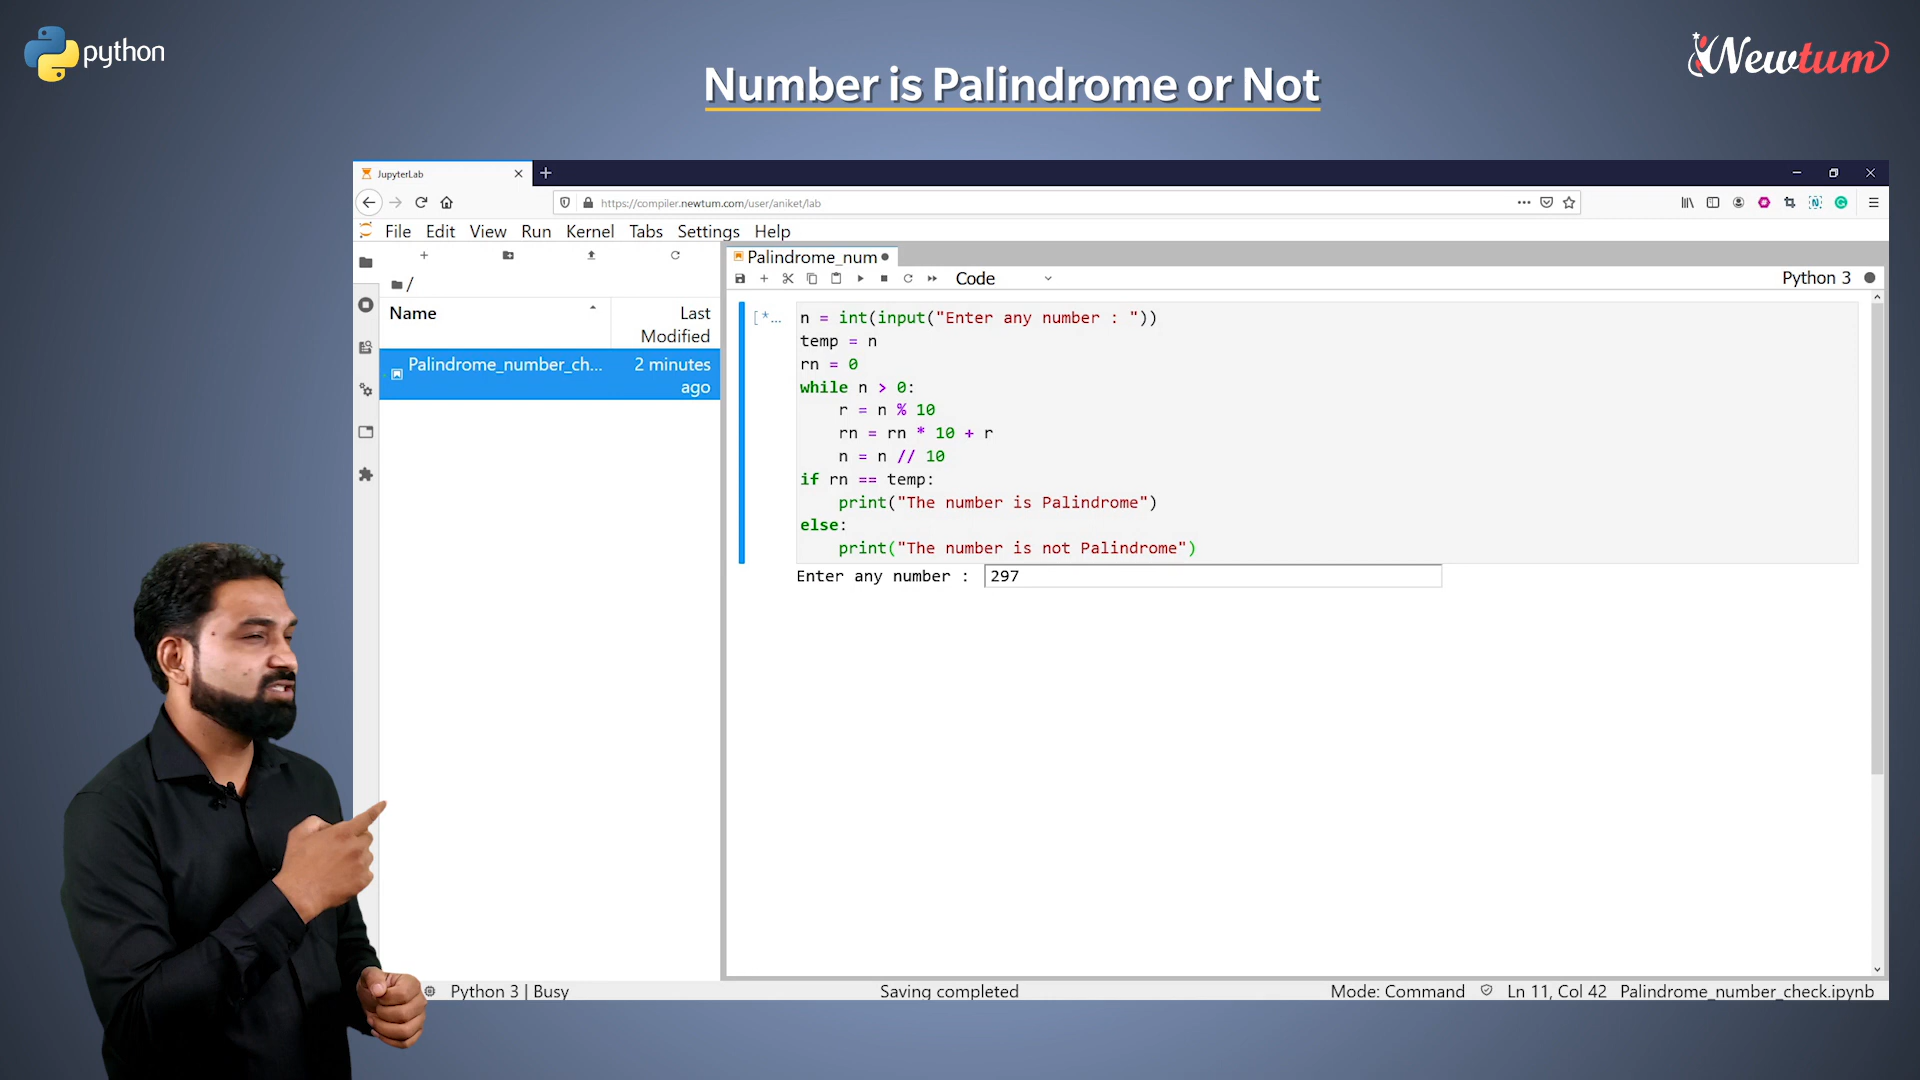 python
Newtum
Number is Palindrome or Not
JupyterLab
https://compiler.newtum.com/user/aniket/lab
File Edit View Run Kernel Tabs Settings Help
Palindrome_num
Code
Python 3
/
Name
Last
Modified
Palindrome_number_ch...
2 minutes
ago
[*...
n = int(input("Enter any number : "))
temp = n
rn = 0
while n > 0:
    r = n % 10
    rn = rn * 10 + r
    n = n // 10
if rn == temp:
    print("The number is Palindrome")
else:
    print("The number is not Palindrome")
Enter any number : 297
Python 3 | Busy
Saving completed
Mode: Command
Ln 11, Col 42
Palindrome_number_check.ipynb